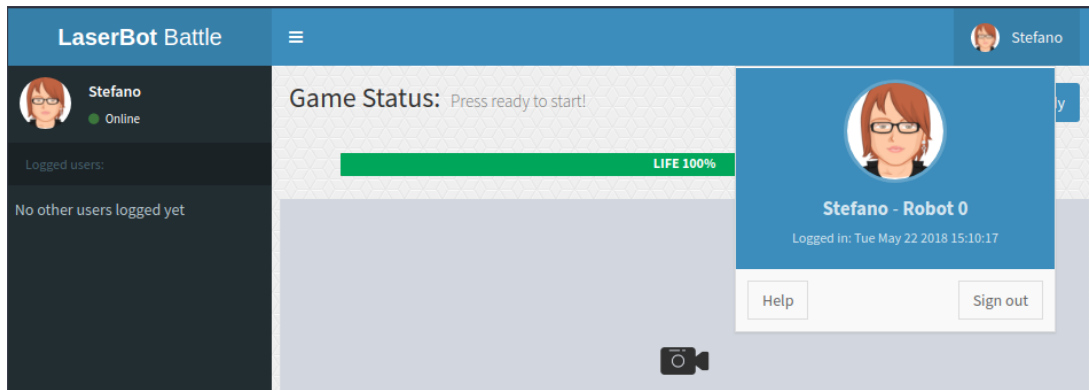 LaserBot Battle
Stefano
Stefano
Online
Logged users:
No other users logged yet
Game Status: Press ready to start!
LIFE 100%
Stefano - Robot 0
Logged in: Tue May 22 2018 15:10:17
Help
Sign out